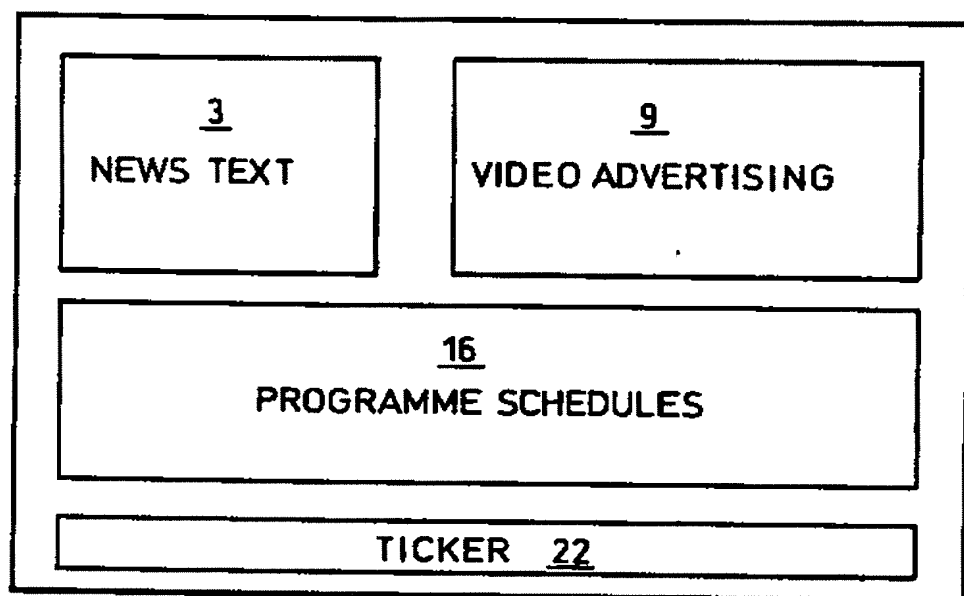 3
NEWS TEXT
9
VIDEO ADVERTISING
16
PROGRAMME SCHEDULES
TICKER 22